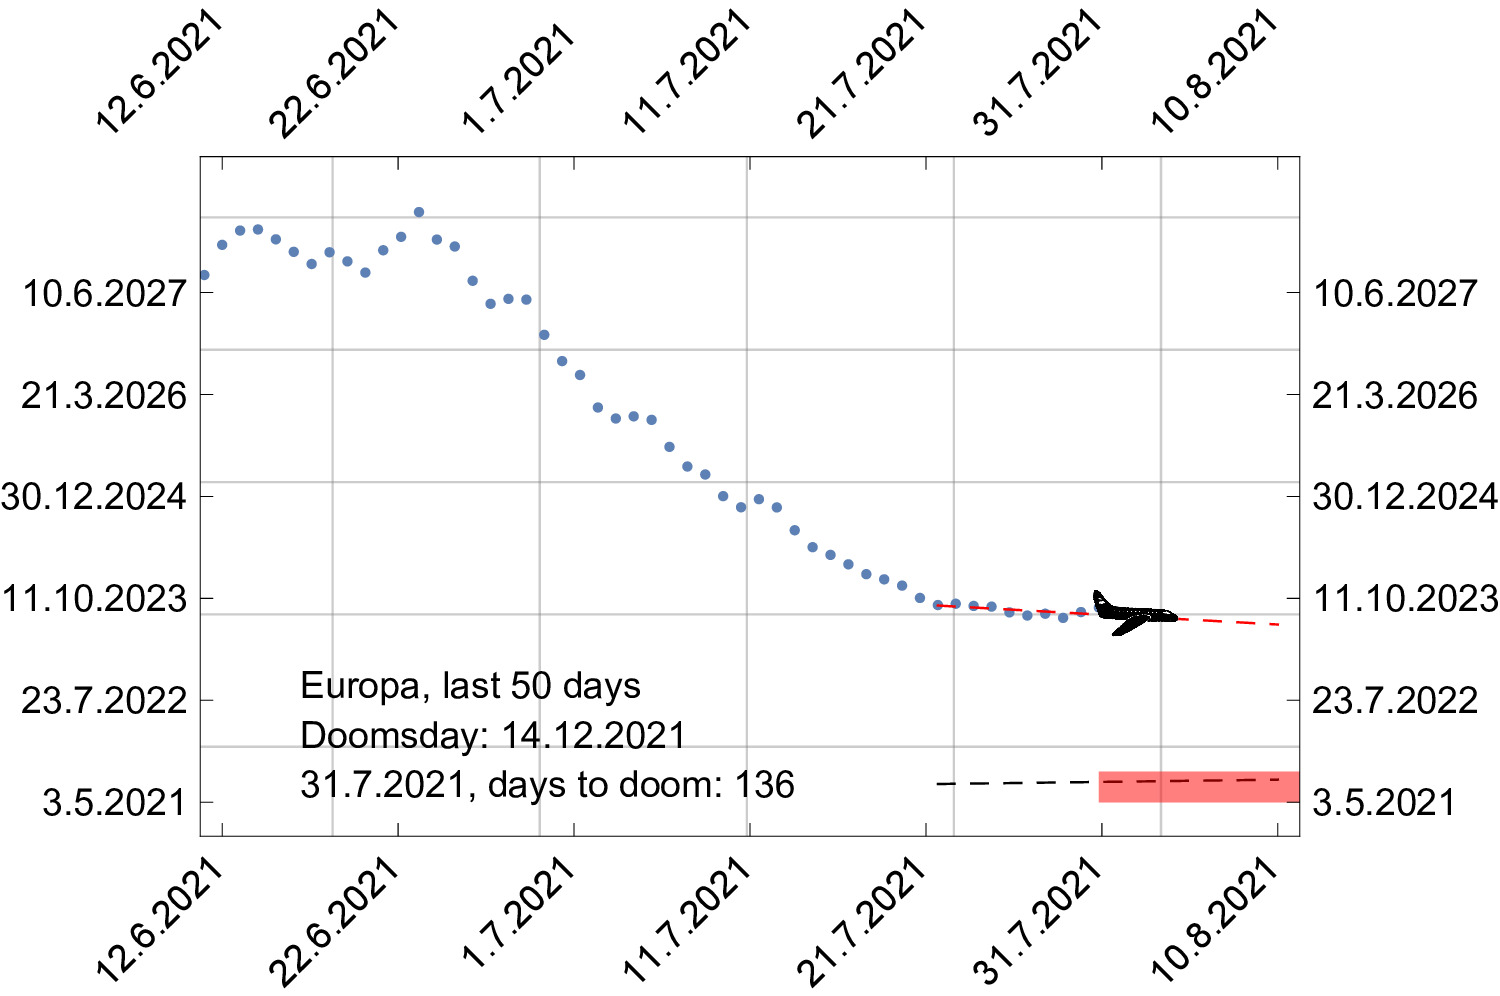 12.6.2021 22.6.2021 1.7.2021 11.7.2021 21.7.2021 31.7.2021 10.8.2021
10.6.2027 10.6.2027
21.3.2026 21.3.2026
30.12.2024 30.12.2024
11.10.2023 11.10.2023
Europa, last 50 days
23.7.2022 23.7.2022
Doomsday: 14.12.2021
31.7.2021, days to doom: 136
3.5.2021 3.5.2021
12.6.2021 22.6.2021 1.7.2021 11.7.2021 21.7.2021 31.7.2021 10.8.2021